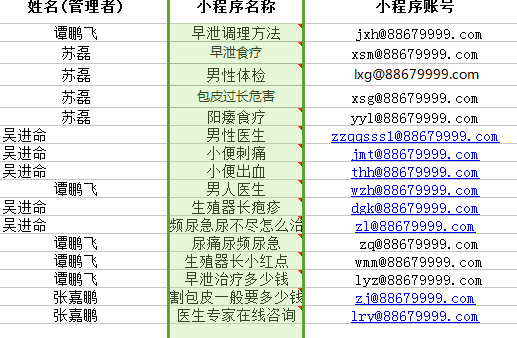 姓名(管理者) 小程序名称 小程序账号
谭鹏飞 早泄调理方法 jxh@88679999.com
苏磊 早泄食疗 xsm@88679999.com
苏磊 男性体检 lxg@88679999.com
苏磊 包皮过长危害 xsg@88679999.com
苏磊 阳痿食疗 yyl@88679999.com
吴进命 男性医生 zzqqsss1@88679999.com
吴进命 小便刺痛 jmt@88679999.com
吴进命 小便出血 thh@88679999.com
谭鹏飞 男人医生 wzh@88679999.com
吴进命 生殖器长疱疹 dgk@88679999.com
吴进命 频尿急尿不尽怎么治 zl@88679999.com
谭鹏飞 尿痛尿频尿急 zq@88679999.com
谭鹏飞 生殖器长小红点 wmm@88679999.com
谭鹏飞 早泄治疗多少钱 lyz@88679999.com
张嘉鹏 割包皮一般要多少钱 zj@88679999.com
张嘉鹏 医生专家在线咨询 lry@88679999.com